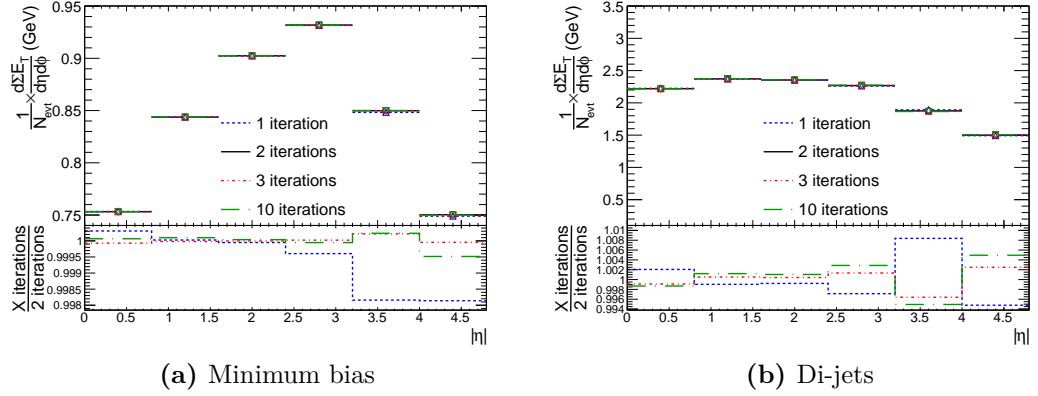 1/N_evt × dΣE_T/dηdϕ (GeV)
0.95
0.9
0.85
0.8
0.75
1 iteration
2 iterations
3 iterations
10 iterations
X iterations
2 iterations
1
0.9995
0.9985
0.998
0 0.5 1 1.5 2 2.5 3 3.5 4 4.5
|η|
(a) Minimum bias
1/N_evt × dΣE_T/dηdϕ (GeV)
3.5
3
2.5
2
1.5
1
0.5
1 iteration
2 iterations
3 iterations
10 iterations
X iterations
2 iterations
1.01
1.008
1.006
1.004
1.002
1
0.998
0.996
0.994
0 0.5 1 1.5 2 2.5 3 3.5 4 4.5
|η|
(b) Di-jets